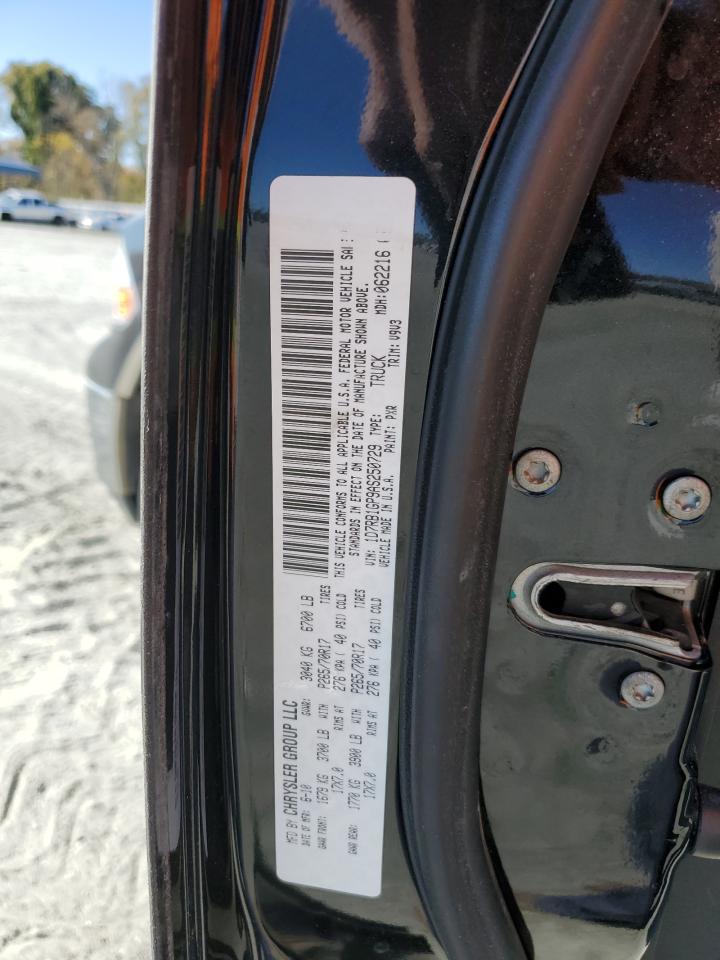 MFD BY CHRYSLER GROUP LLC
DATE OF MFR: 6-10 GVWR: 3040 KG 6700 LB
GAWR FRONT: 1679 KG 3700 LB WITH P265/70R17 TIRES
17X7.0 RIMS AT 276 KPA ( 40 PSI) COLD
GAWR REAR: 1770 KG 3900 LB WITH P265/70R17 TIRES
17X7.0 RIMS AT 276 KPA ( 40 PSI) COLD
THIS VEHICLE CONFORMS TO ALL APPLICABLE U.S.A. FEDERAL MOTOR VEHICLE
STANDARDS IN EFFECT ON THE DATE OF MANUFACTURE SHOWN ABOVE.
VIN: 1D7RB1GP9AS250729 TYPE: TRUCK MDH: 062216
VEHICLE MADE IN U.S.A. PAINT: PXR TRIM: V9V3